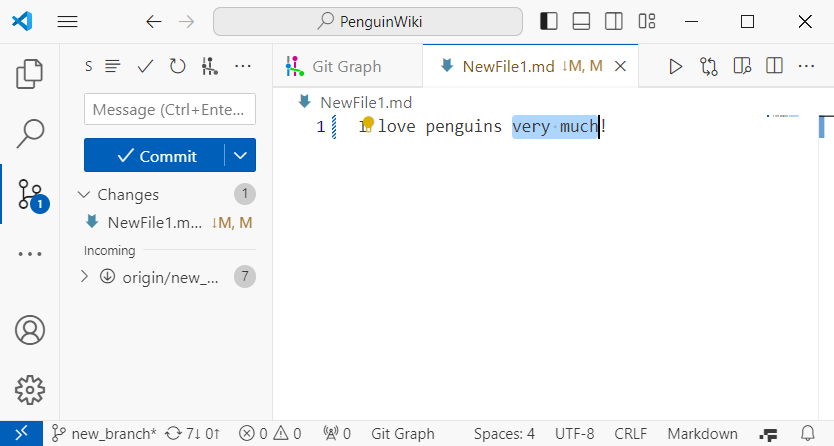 PenguinWiki
S
Git Graph
NewFile1.md ↓M, M
Message (Ctrl+Ente...
NewFile1.md
1 I love penguins very much!
Commit
Changes 1
NewFile1.m... ↓M, M
1
Incoming
origin/new_... 7
new_branch* 7↓ 0↑ 0 0 0 Git Graph Spaces: 4 UTF-8 CRLF Markdown